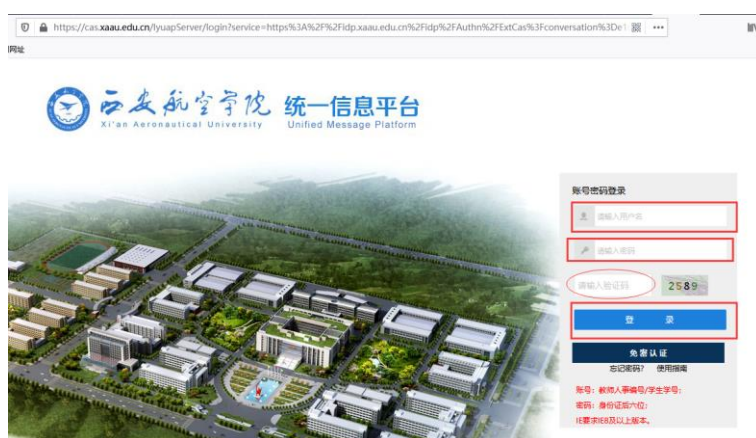 https://cas.xaau.edu.cn/lyuapServer/login?service=https%3A%2F%2Fidp.xaau.edu.cn%2Fidp%2FAuthn%2FExtCas%3Fconversation%3De1
网址
西安航空学院 统一信息平台
Xi'an Aeronautical University Unified Message Platform
账号密码登录
请输入用户名
请输入密码
请输入验证码 2589
登 录
免密认证
忘记密码? 使用指南
账号：教师人事编号/学生学号；
密码：身份证后六位；
IE要求IE8及以上版本。